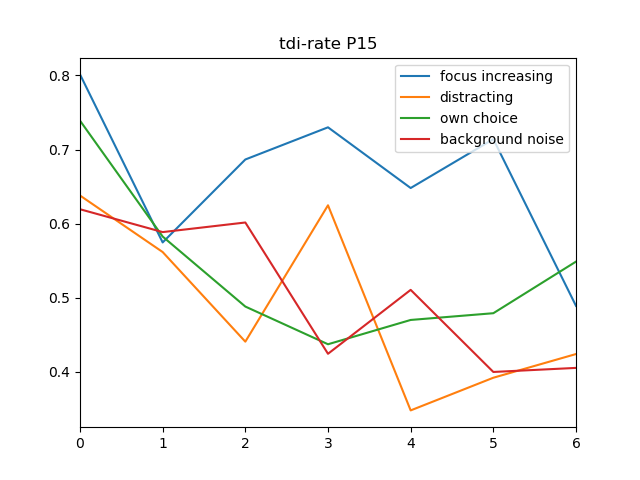 tdi-rate P15
focus increasing
distracting
own choice
background noise
0.8
0.7
0.6
0.5
0.4
0 1 2 3 4 5 6